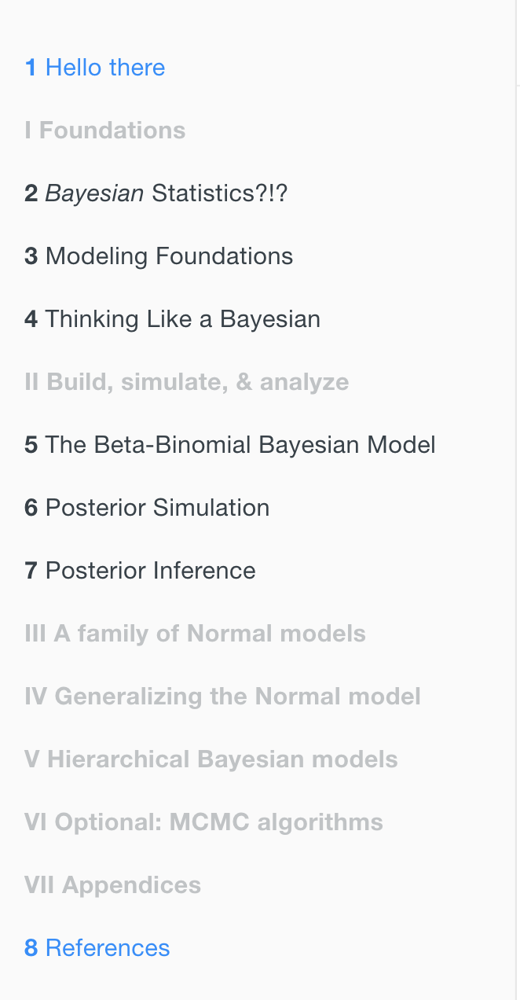 1 Hello there
I Foundations
2 Bayesian Statistics?!?
3 Modeling Foundations
4 Thinking Like a Bayesian
II Build, simulate, & analyze
5 The Beta-Binomial Bayesian Model
6 Posterior Simulation
7 Posterior Inference
III A family of Normal models
IV Generalizing the Normal model
V Hierarchical Bayesian models
VI Optional: MCMC algorithms
VII Appendices
8 References